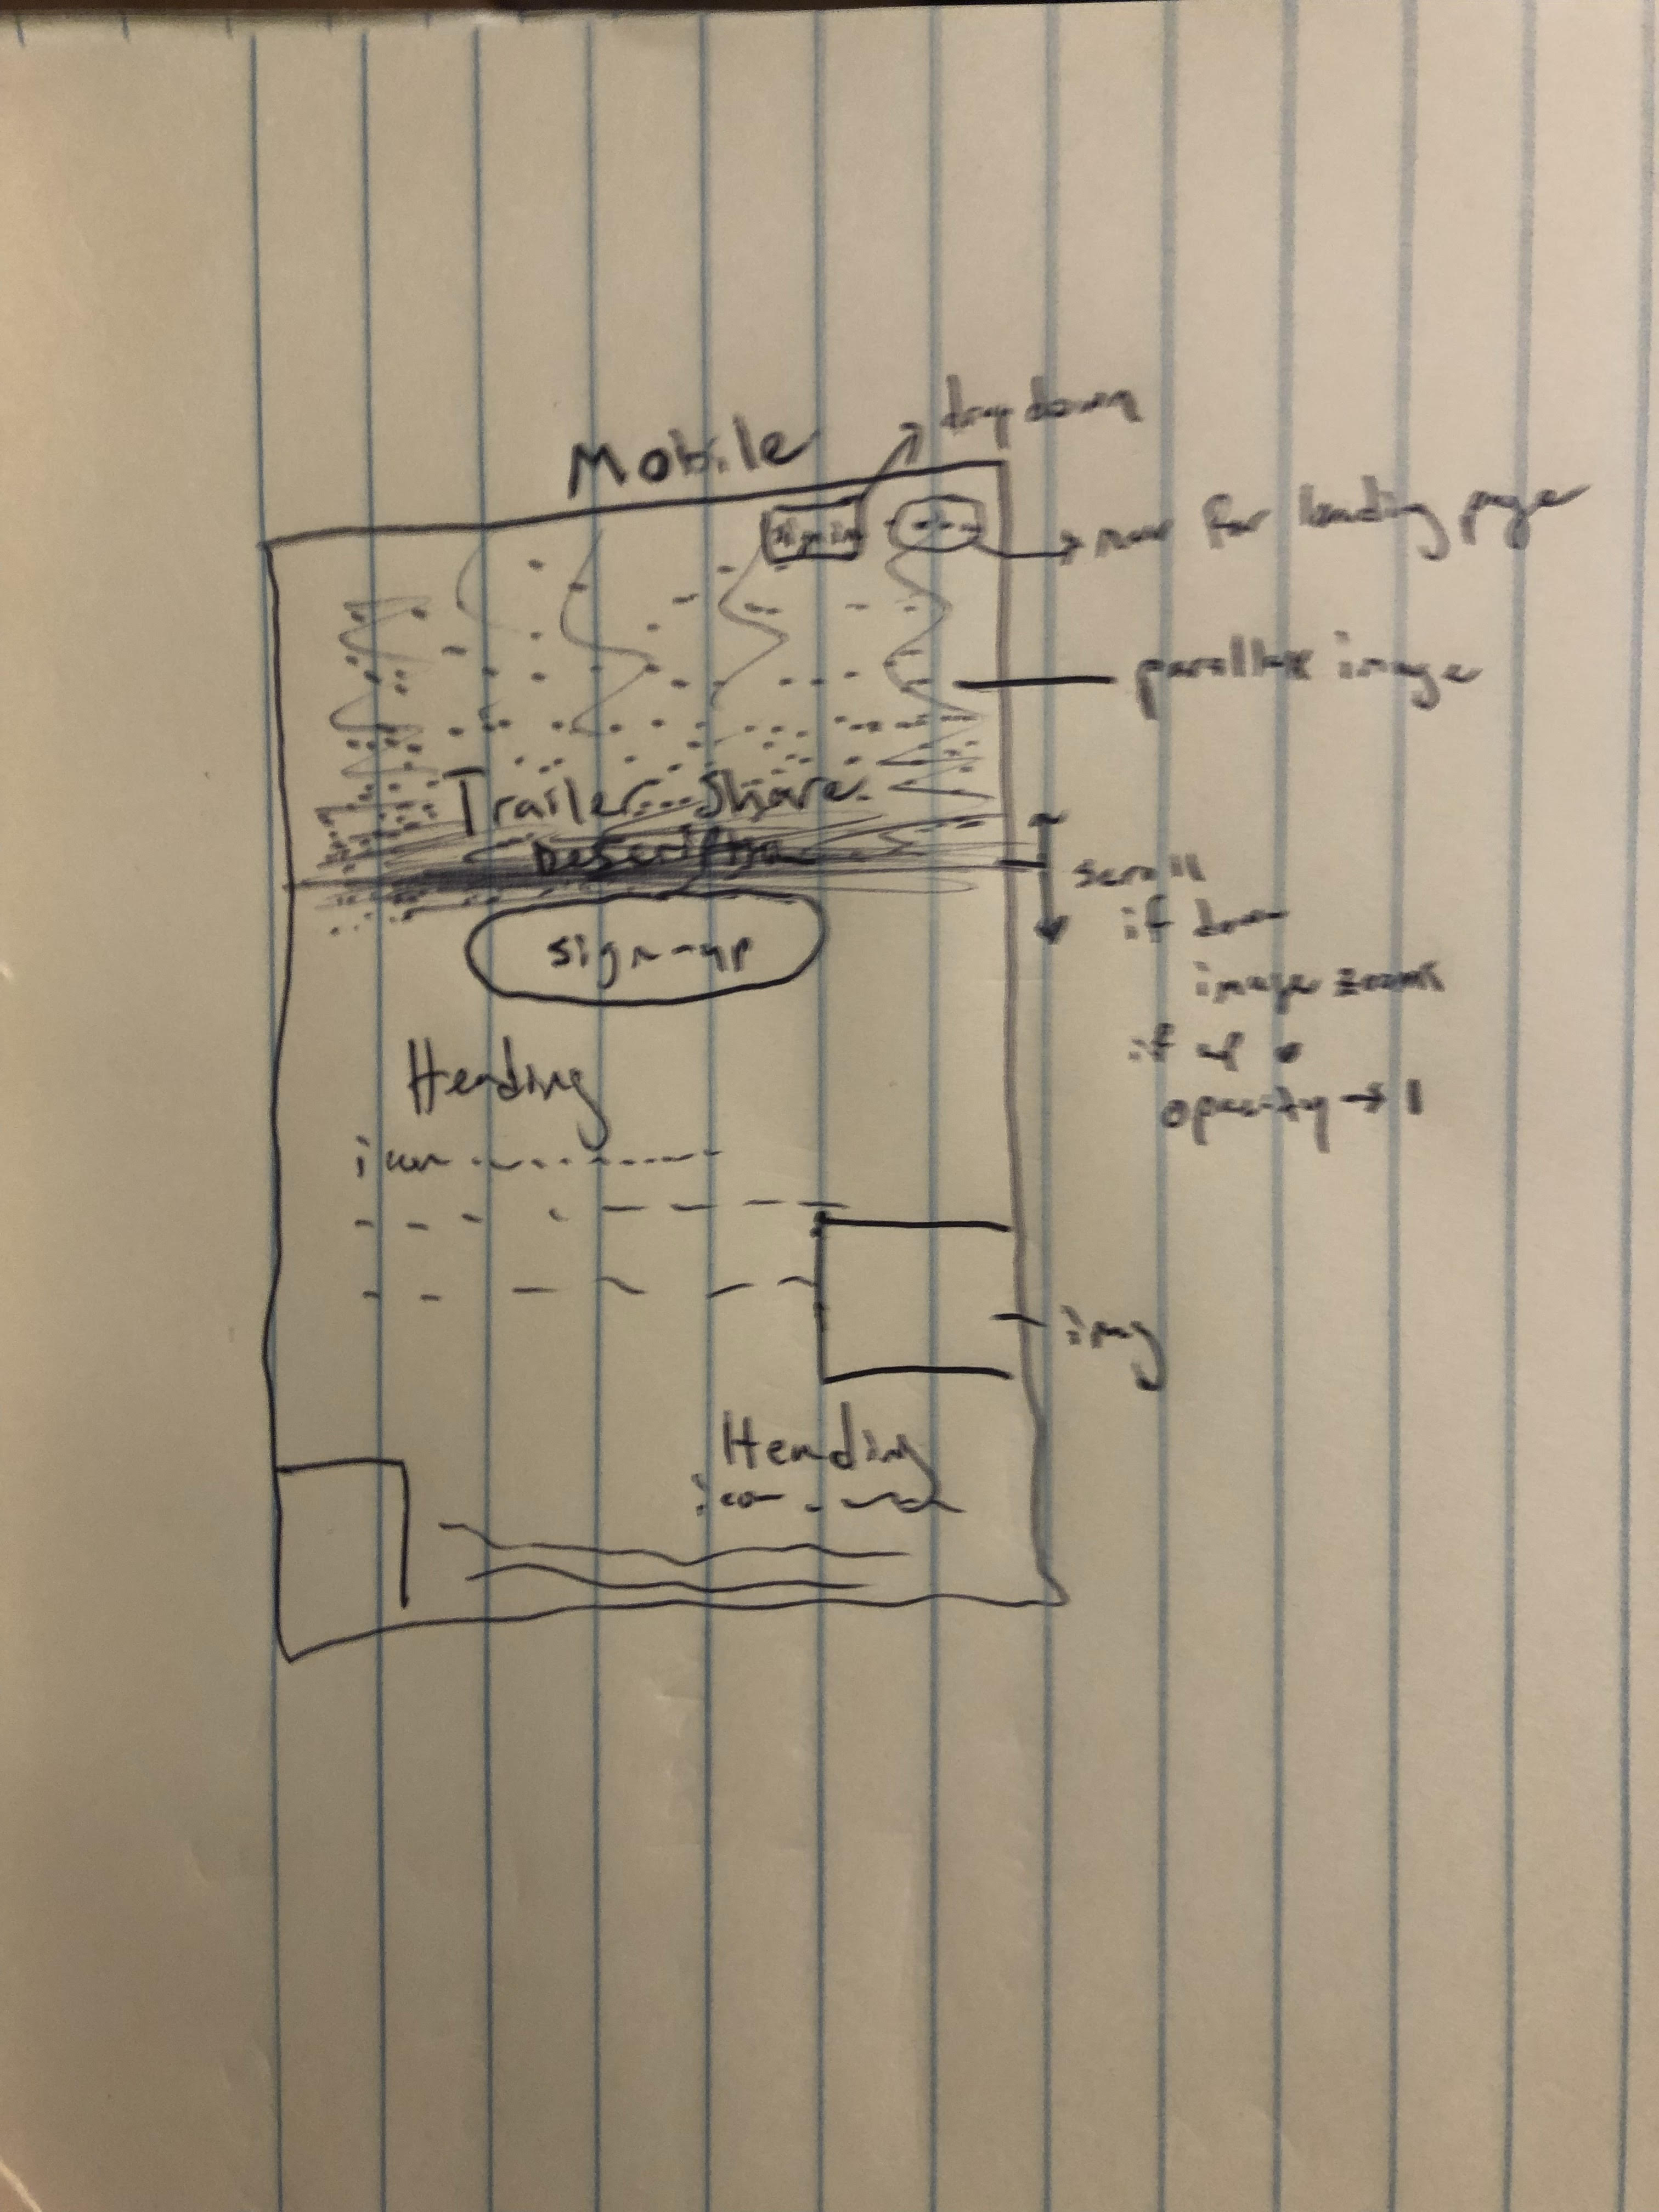 Mobile
drop down
sign in
nav for landing page
parallax image
Trailer Share
Description
scroll
if down
image zooms
if up
opacity → 1
sign-up
Heading
icon
img
Heading
icon